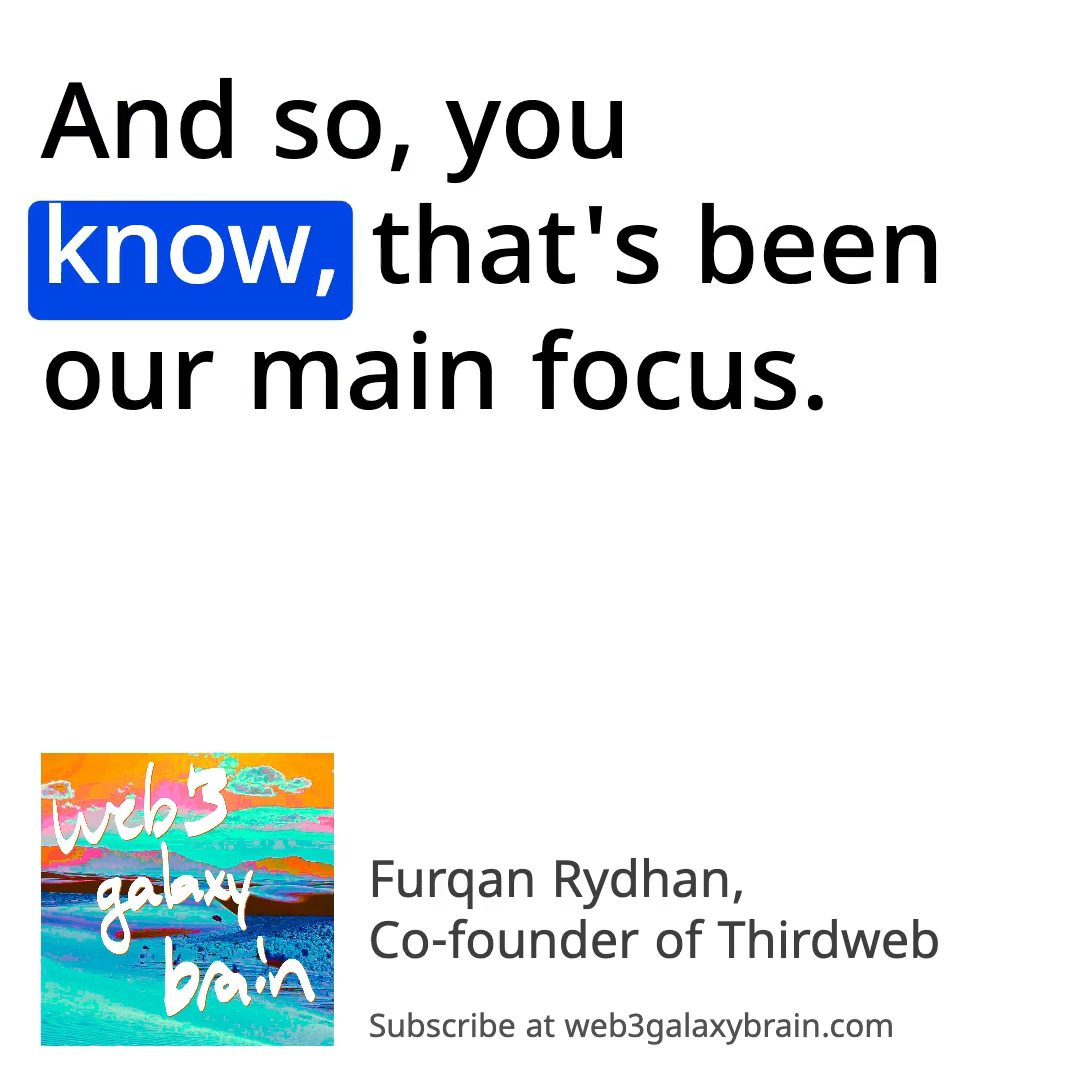 And so, you
know, that's been
our main focus.
web3
galaxy
brain
Furqan Rydhan,
Co-founder of Thirdweb
Subscribe at web3galaxybrain.com